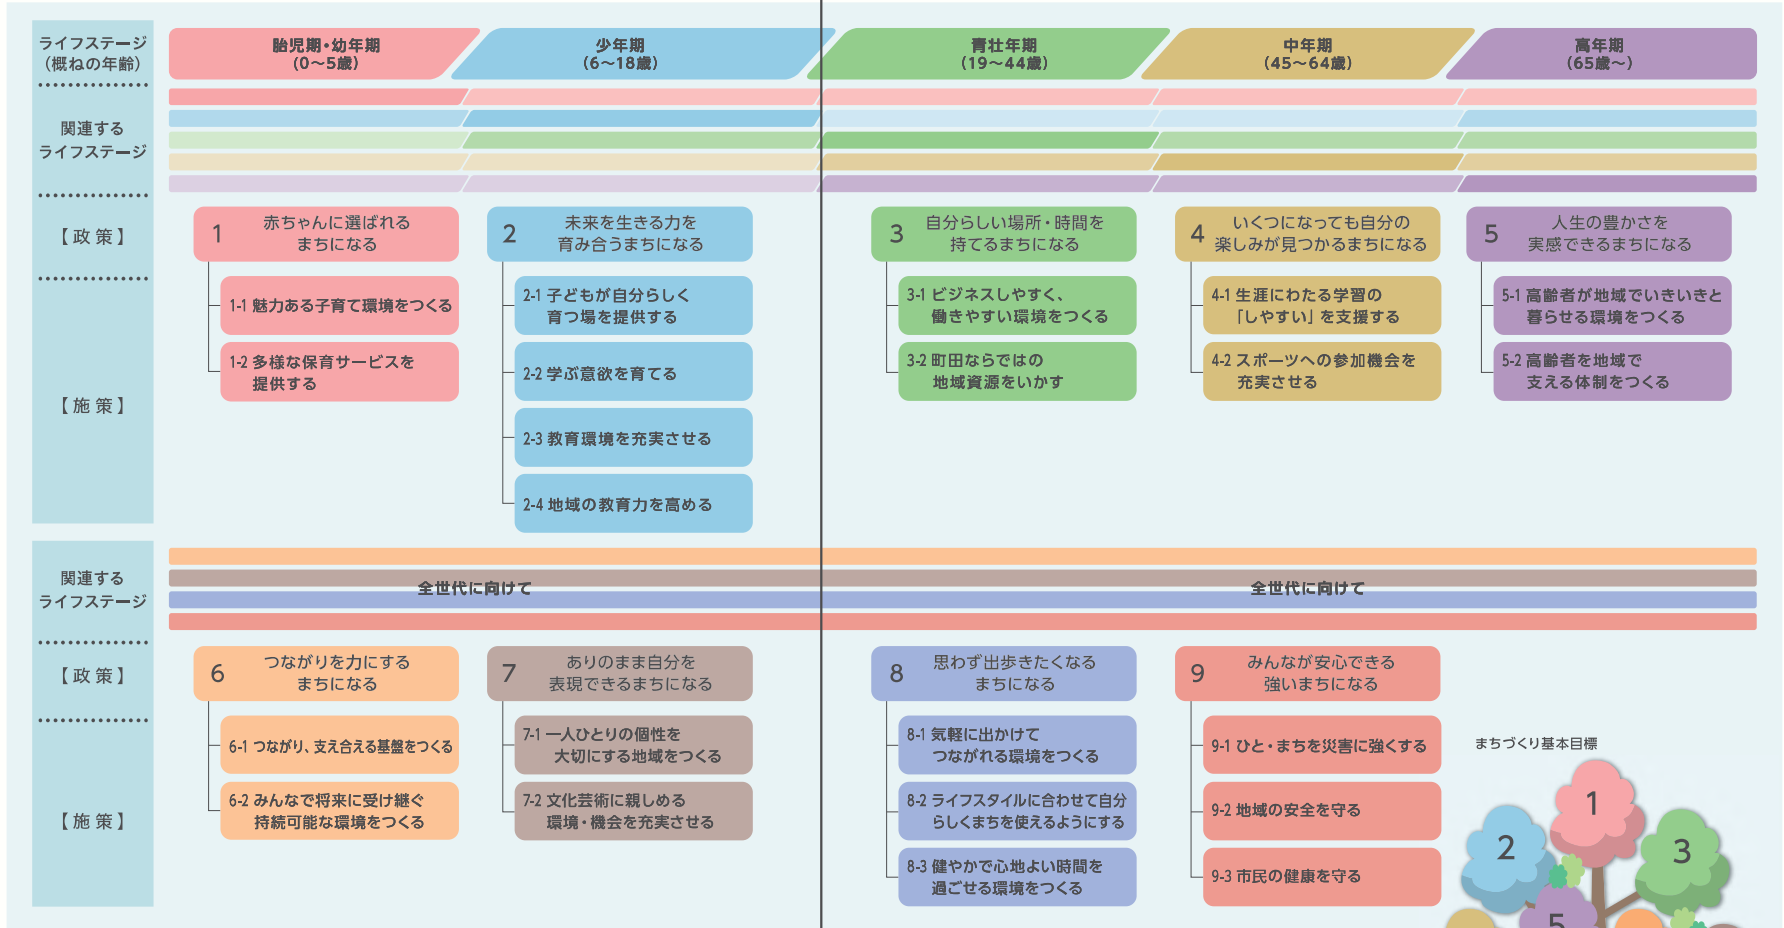 ライフステージ
（概ねの年齢）
胎児期・幼年期
（0～5歳）
少年期
（6～18歳）
青壮年期
（19～44歳）
中年期
（45～64歳）
高年期
（65歳～）
関連する
ライフステージ
【政策】
1 赤ちゃんに選ばれる
まちになる
2 未来を生きる力を
育み合うまちになる
3 自分らしい場所・時間を
持てるまちになる
4 いくつになっても自分の
楽しみが見つかるまちになる
5 人生の豊かさを
実感できるまちになる
【施策】
1-1 魅力ある子育て環境をつくる
1-2 多様な保育サービスを
提供する
2-1 子どもが自分らしく
育つ場を提供する
2-2 学ぶ意欲を育てる
2-3 教育環境を充実させる
2-4 地域の教育力を高める
3-1 ビジネスしやすく、
働きやすい環境をつくる
3-2 町田ならではの
地域資源をいかす
4-1 生涯にわたる学習の
「しやすい」を支援する
4-2 スポーツへの参加機会を
充実させる
5-1 高齢者が地域でいきいきと
暮らせる環境をつくる
5-2 高齢者を地域で
支える体制をつくる
関連する
ライフステージ
全世代に向けて
全世代に向けて
【政策】
6 つながりを力にする
まちになる
7 ありのまま自分を
表現できるまちになる
8 思わず出歩きたくなる
まちになる
9 みんなが安心できる
強いまちになる
【施策】
6-1 つながり、支え合える基盤をつくる
6-2 みんなで将来に受け継ぐ
持続可能な環境をつくる
7-1 一人ひとりの個性を
大切にする地域をつくる
7-2 文化芸術に親しめる
環境・機会を充実させる
8-1 気軽に出かけて
つながれる環境をつくる
8-2 ライフスタイルに合わせて自分
らしくまちを使えるようにする
8-3 健やかで心地よい時間を
過ごせる環境をつくる
9-1 ひと・まちを災害に強くする
9-2 地域の安全を守る
9-3 市民の健康を守る
まちづくり基本目標
1
2
3
5